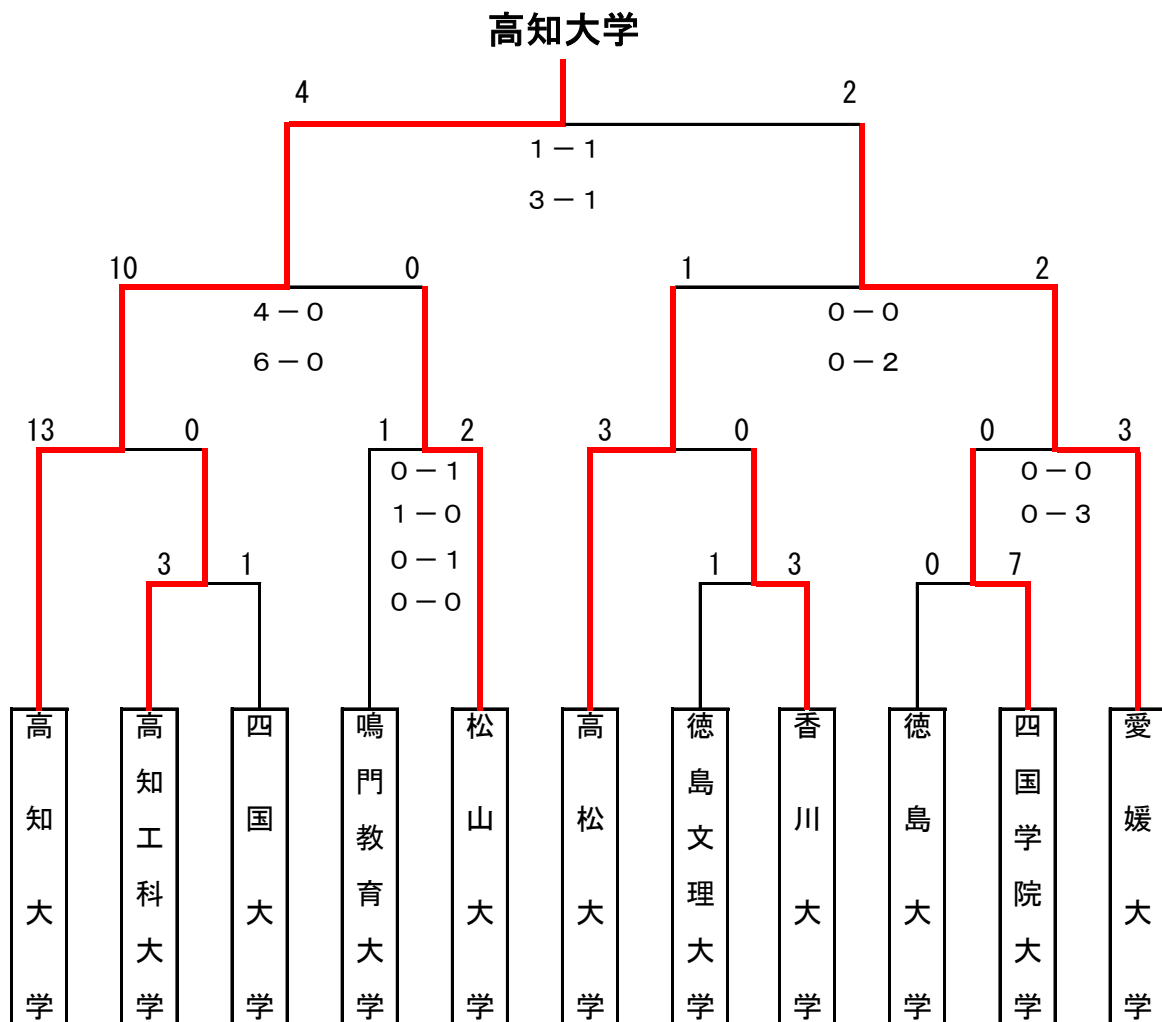 高知大学
4 2
1－1
3－1
10 0 1 2
4－0 0－0
6－0 0－2
13 0 1 2 3 0 0 3
0－1 0－0
1－0 0－3
3 1 0－1 1 3 0 7
0－0
高知大学
高知工科大学
四国大学
鳴門教育大学
松山大学
高松大学
徳島文理大学
香川大学
徳島大学
四国学院大学
愛媛大学